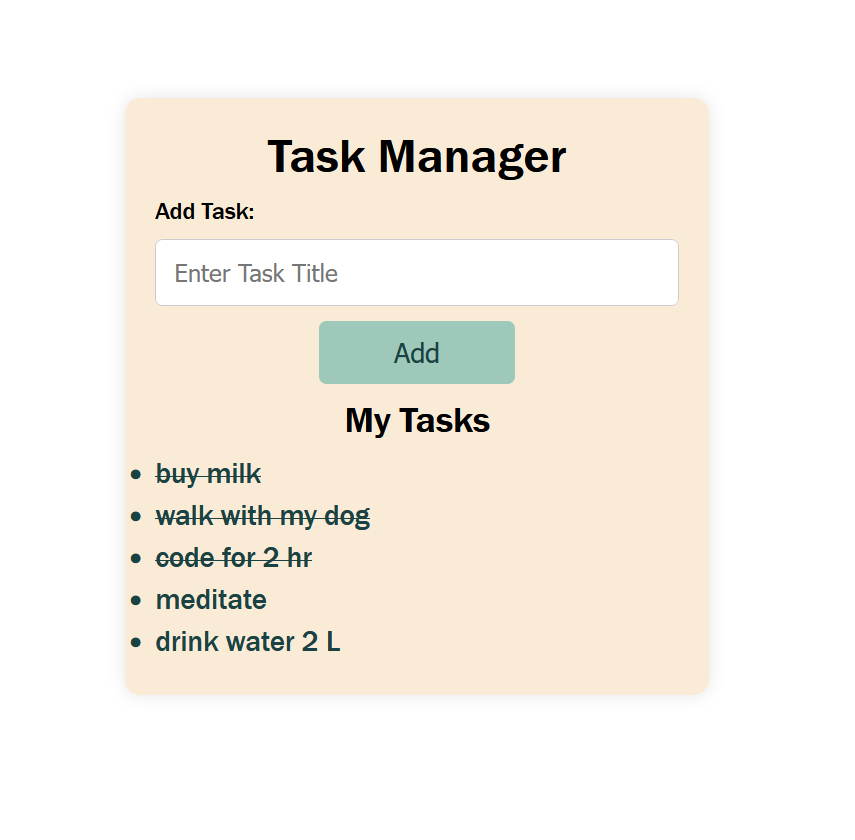 Task Manager
Add Task:
Enter Task Title
Add
My Tasks
buy milk
walk with my dog
code for 2 hr
meditate
drink water 2 L